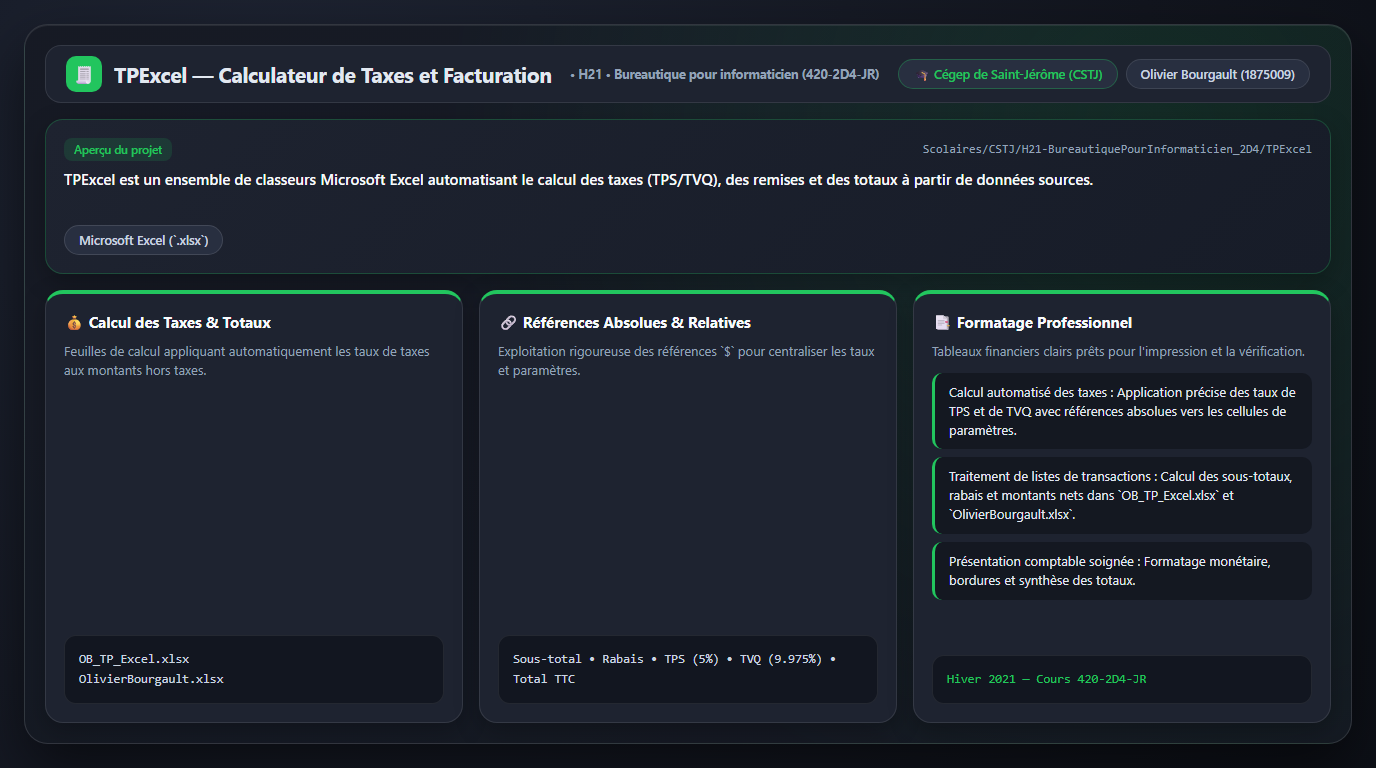 TPExcel — Calculateur de Taxes et Facturation
• H21 • Bureautique pour informaticien (420-2D4-JR)
Cégep de Saint-Jérôme (CSTJ)
Olivier Bourgault (1875009)
Aperçu du projet
Scolaires/CSTJ/H21-BureautiquePourInformaticien_2D4/TPExcel
TPExcel est un ensemble de classeurs Microsoft Excel automatisant le calcul des taxes (TPS/TVQ), des remises et des totaux à partir de données sources.
Microsoft Excel (`.xlsx`)
Calcul des Taxes & Totaux
Feuilles de calcul appliquant automatiquement les taux de taxes
aux montants hors taxes.
OB_TP_Excel.xlsx
OlivierBourgault.xlsx
Références Absolues & Relatives
Exploitation rigoureuse des références `$` pour centraliser les taux
et paramètres.
Sous-total • Rabais • TPS (5%) • TVQ (9.975%) •
Total TTC
Formatage Professionnel
Tableaux financiers clairs prêts pour l'impression et la vérification.
Calcul automatisé des taxes : Application précise des taux de
TPS et de TVQ avec références absolues vers les cellules de
paramètres.
Traitement de listes de transactions : Calcul des sous-totaux,
rabais et montants nets dans `OB_TP_Excel.xlsx` et
`OlivierBourgault.xlsx`.
Présentation comptable soignée : Formatage monétaire,
bordures et synthèse des totaux.
Hiver 2021 — Cours 420-2D4-JR